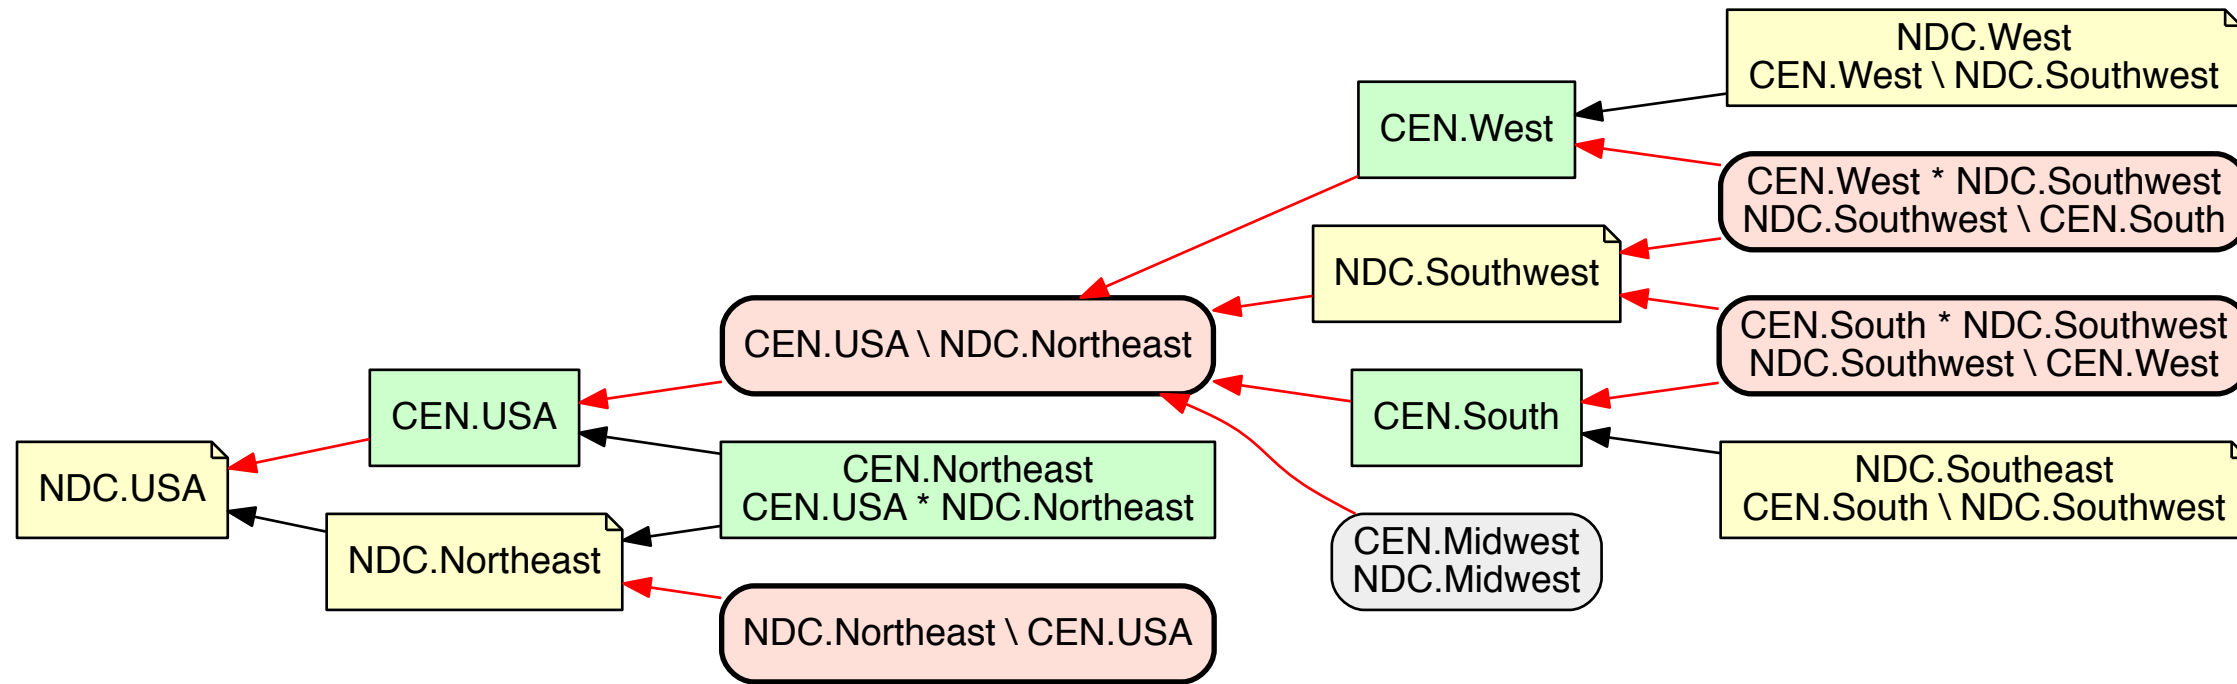 NDC.West
CEN.West \ NDC.Southwest
CEN.West
CEN.West * NDC.Southwest
NDC.Southwest \ CEN.South
NDC.Southwest
CEN.USA \ NDC.Northeast
CEN.South * NDC.Southwest
NDC.Southwest \ CEN.West
CEN.USA
CEN.South
NDC.USA
CEN.Northeast
CEN.USA * NDC.Northeast
NDC.Southeast
CEN.South \ NDC.Southwest
NDC.Northeast
CEN.Midwest
NDC.Midwest
NDC.Northeast \ CEN.USA